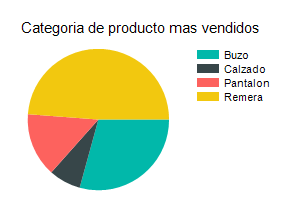 Categoria de producto mas vendidos
Buzo
Calzado
Pantalon
Remera